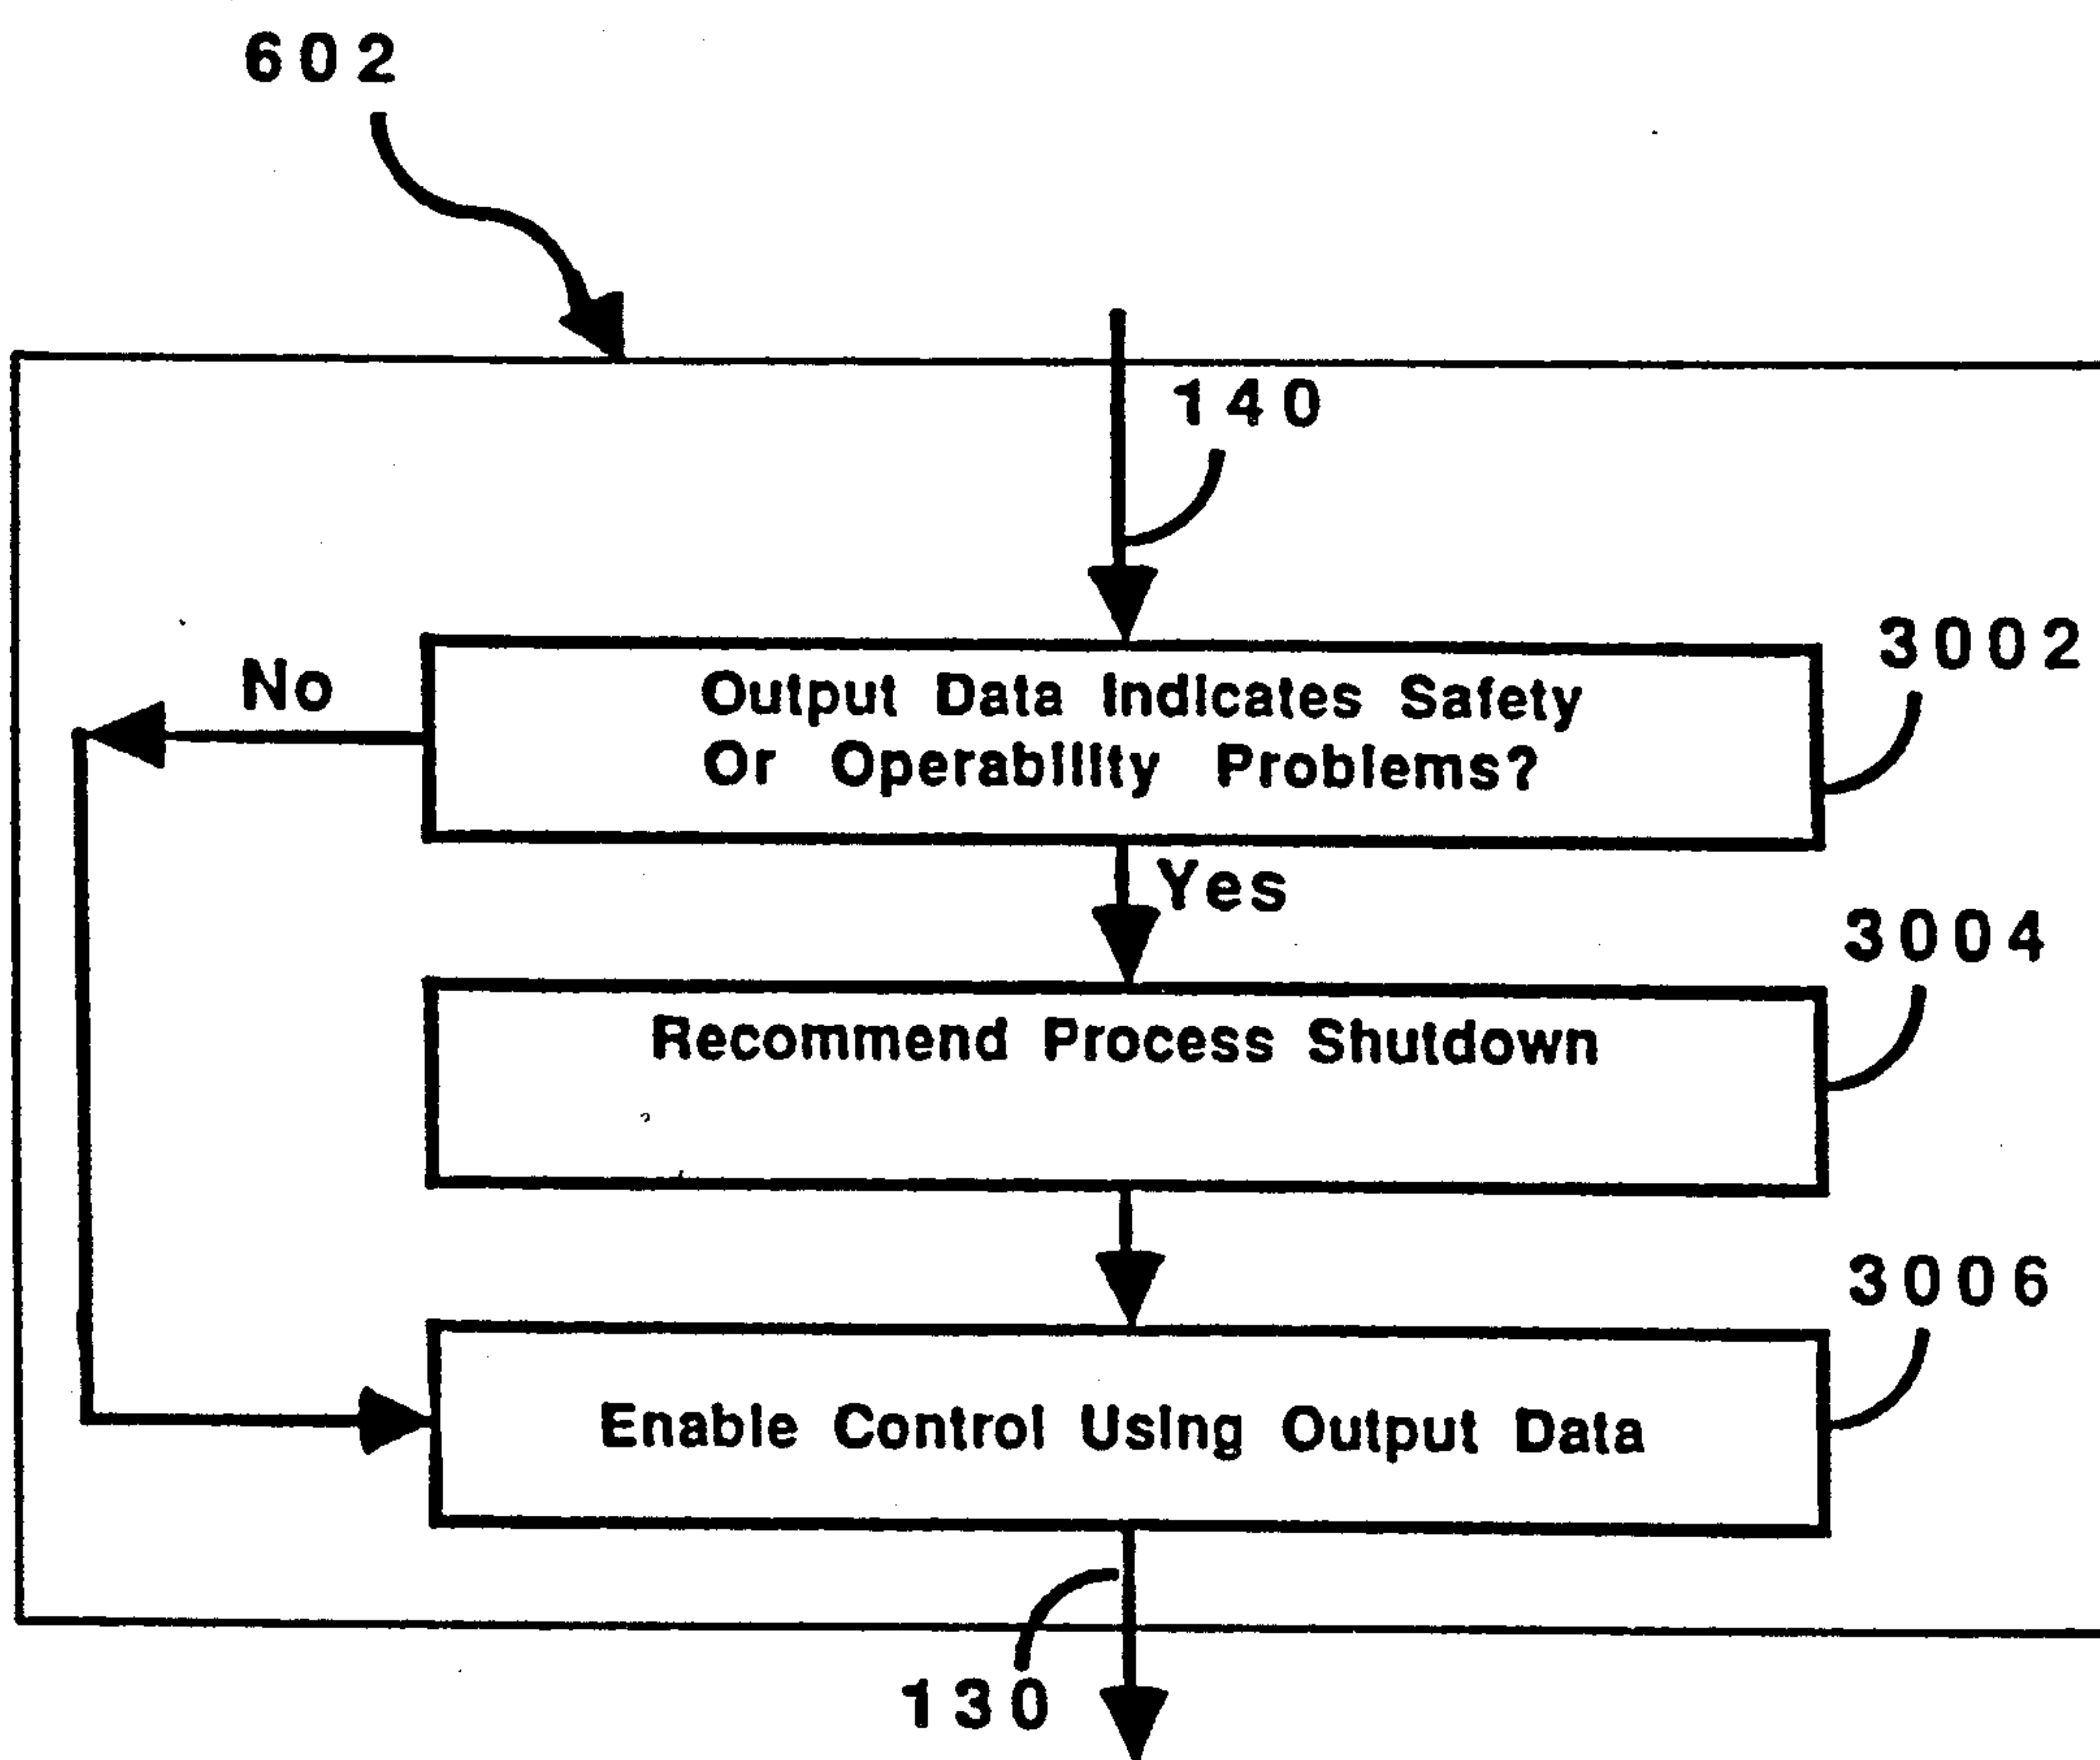 602
140
3002
No
Output Data Indicates Safety
Or Operability Problems?
Yes
3004
Recommend Process Shutdown
3006
Enable Control Using Output Data
130